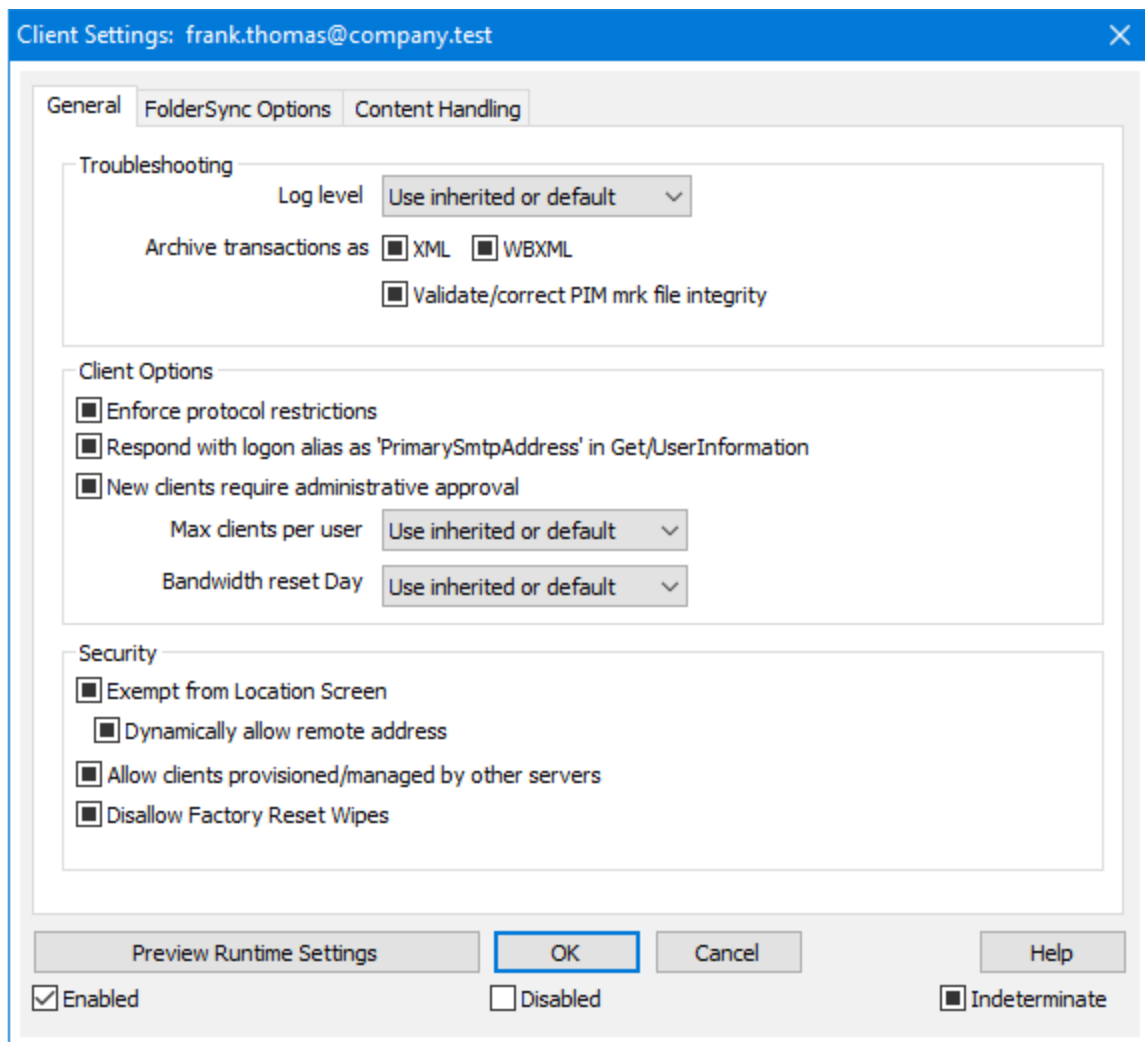 Client Settings: frank.thomas@company.test
General FolderSync Options Content Handling
Troubleshooting
Log level Use inherited or default
Archive transactions as XML WBXML
Validate/correct PIM mrk file integrity
Client Options
Enforce protocol restrictions
Respond with logon alias as 'PrimarySmtpAddress' in Get/UserInformation
New clients require administrative approval
Max clients per user Use inherited or default
Bandwidth reset Day Use inherited or default
Security
Exempt from Location Screen
Dynamically allow remote address
Allow clients provisioned/managed by other servers
Disallow Factory Reset Wipes
Preview Runtime Settings OK Cancel Help
Enabled Disabled Indeterminate